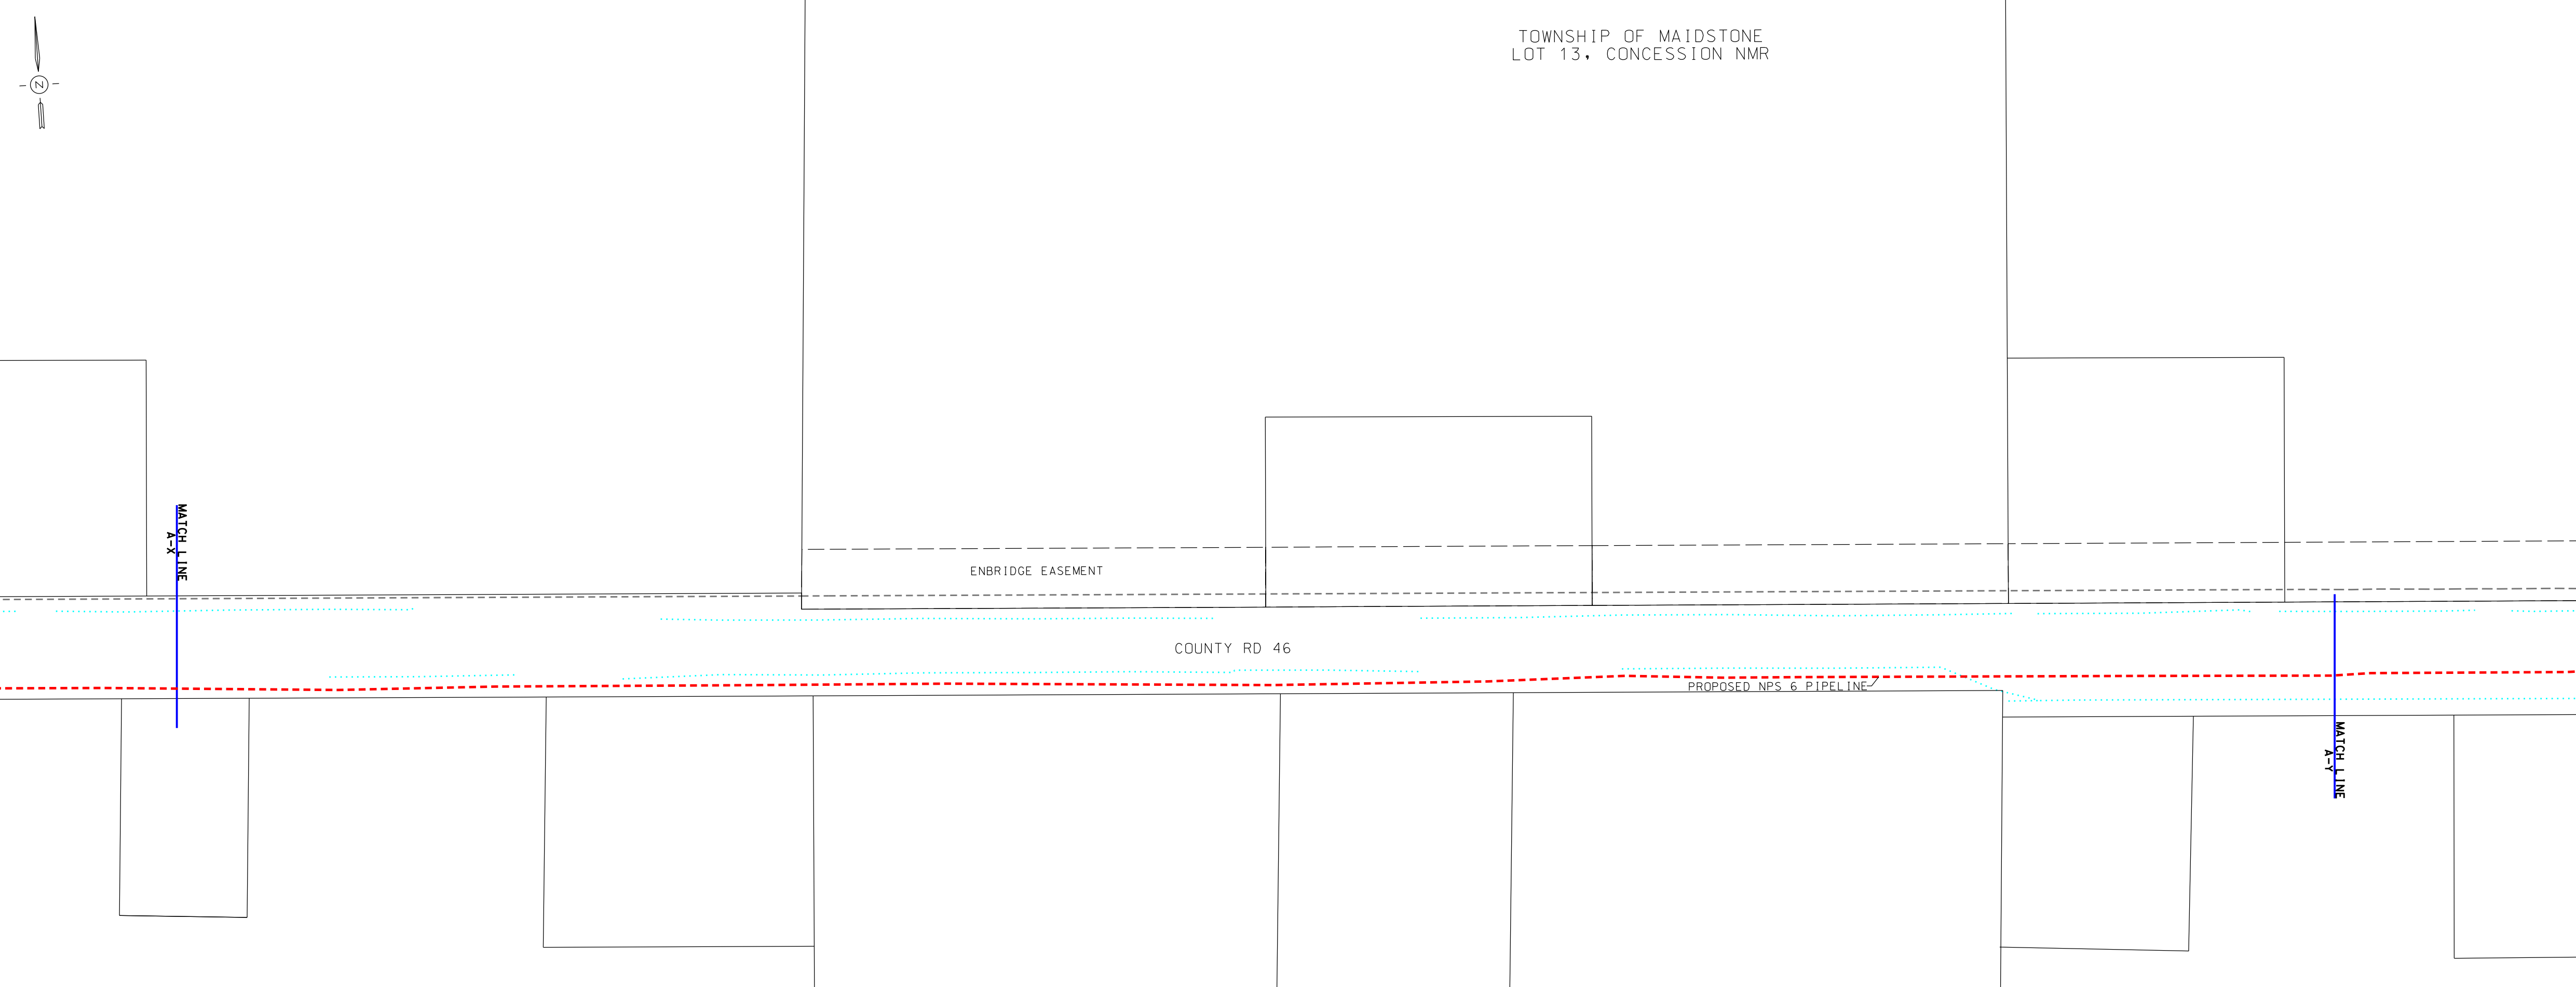 TOWNSHIP OF MAIDSTONE
LOT 13, CONCESSION NMR
N
MATCH LINE
A-X
ENBRIDGE EASEMENT
COUNTY RD 46
PROPOSED NPS 6 PIPELINE
MATCH LINE
A-Y